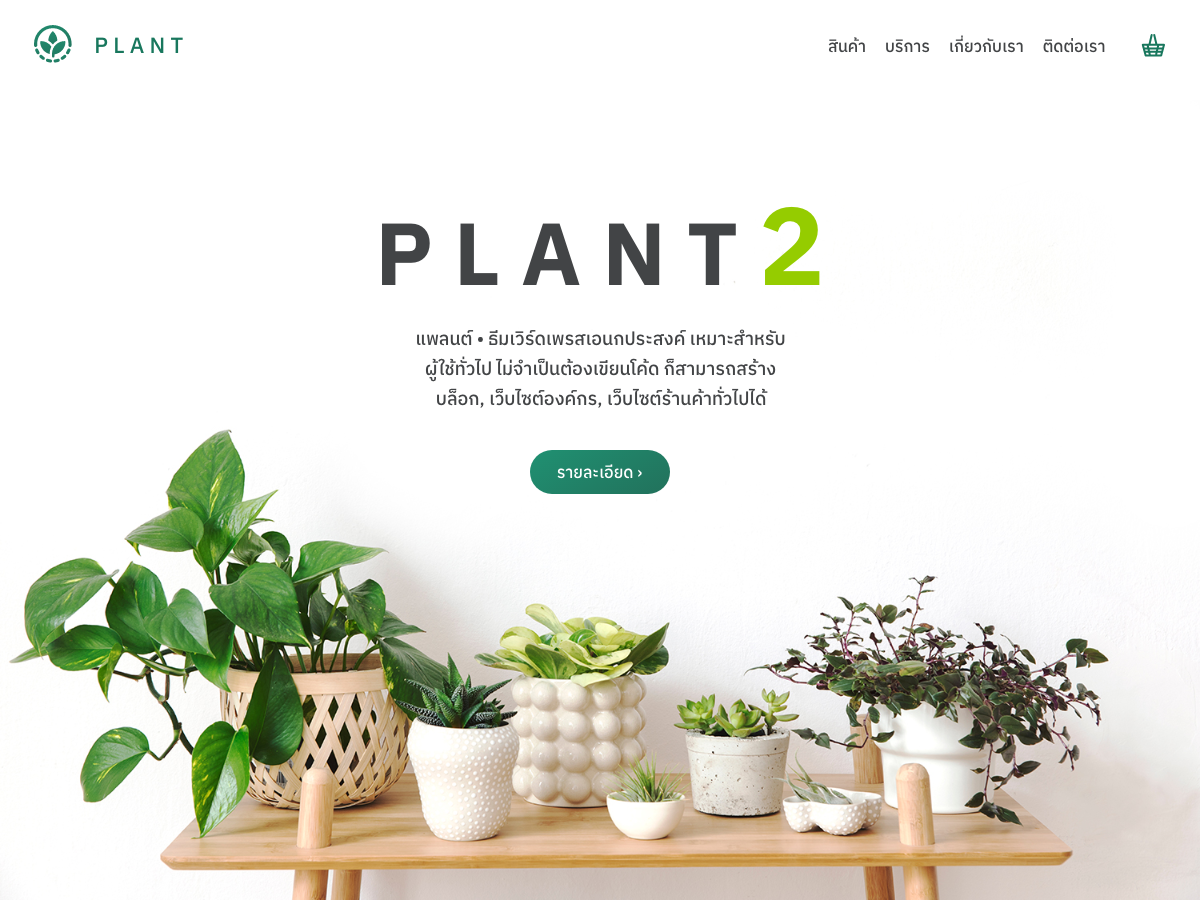 PLANT
สินค้า บริการ เกี่ยวกับเรา ติดต่อเรา
PLANT2
แพลนต์ • ธีมเวิร์ดเพรสเอนกประสงค์ เหมาะสำหรับ
ผู้ใช้ทั่วไป ไม่จำเป็นต้องเขียนโค้ด ก็สามารถสร้าง
บล็อก, เว็บไซต์องค์กร, เว็บไซต์ร้านค้าทั่วไปได้
รายละเอียด ›